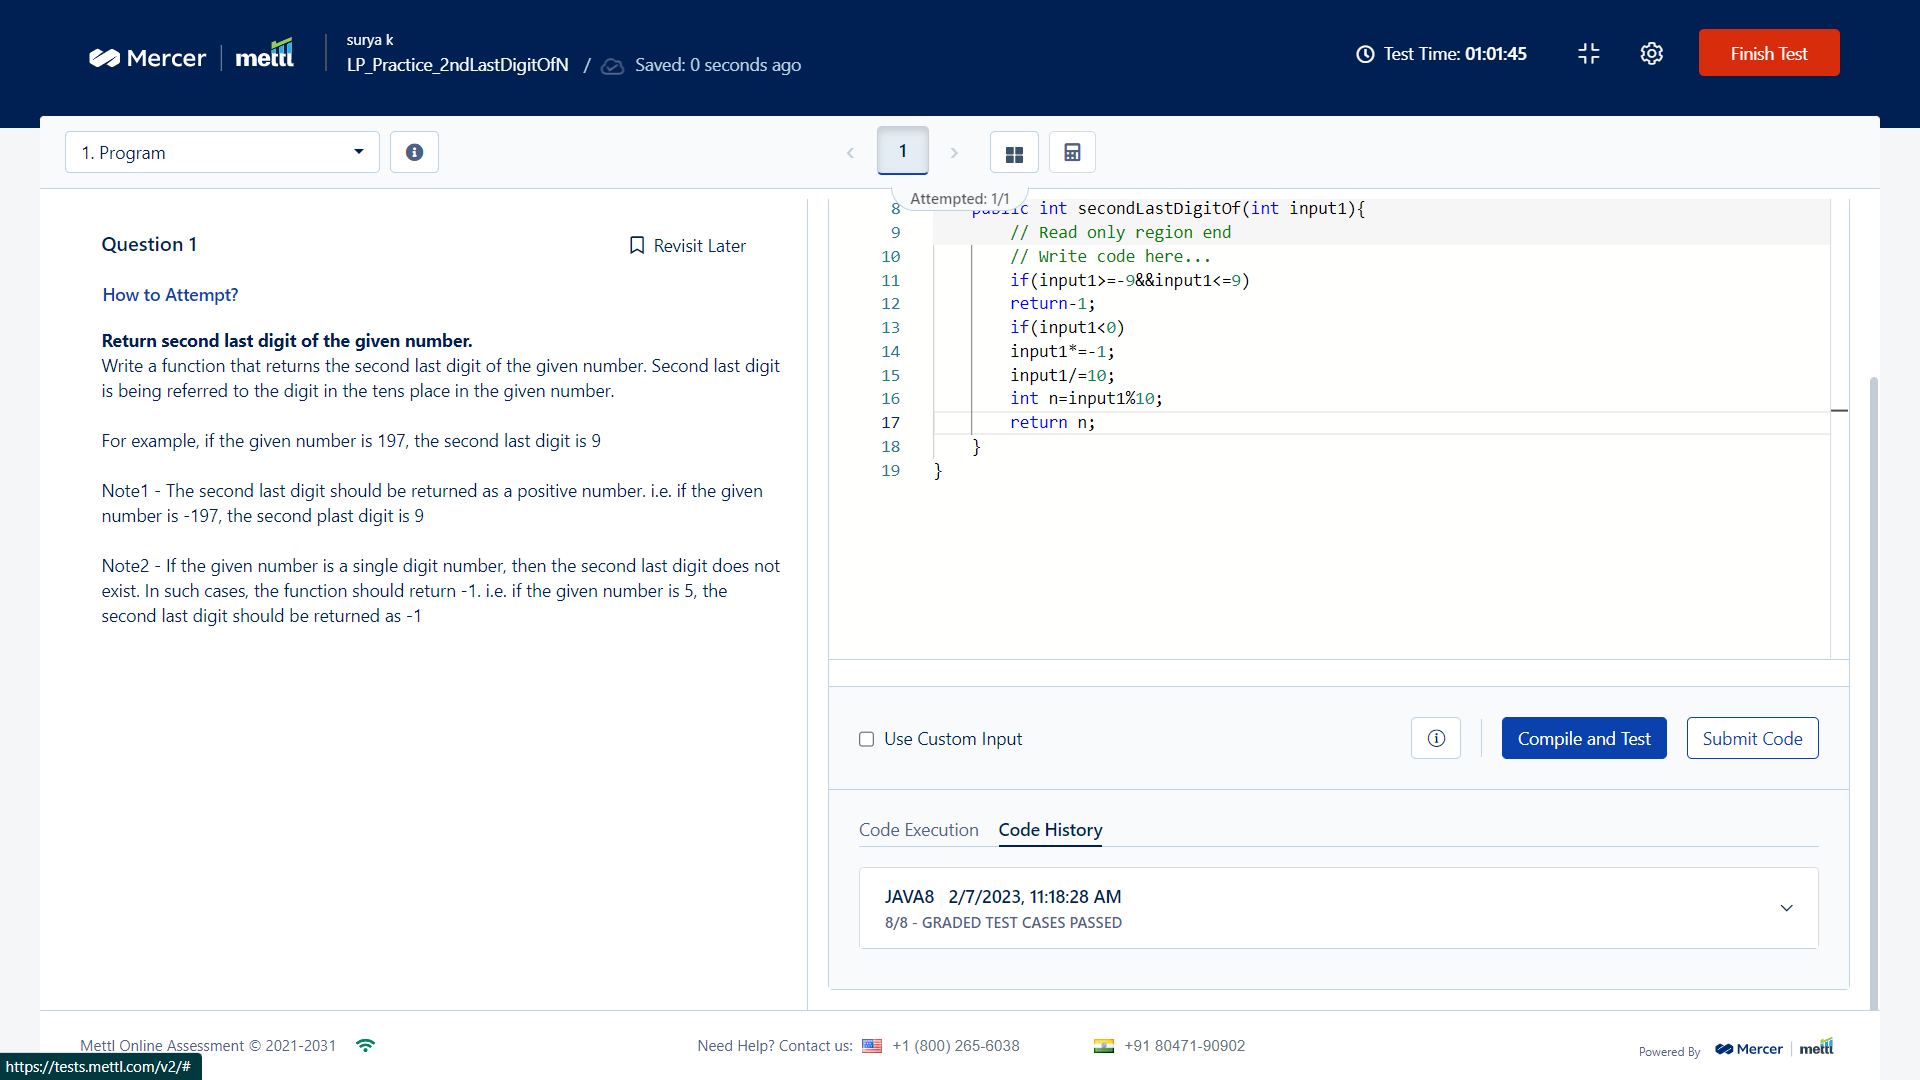 Mercer | mettl
surya k
LP_Practice_2ndLastDigitOfN / Saved: 0 seconds ago
Test Time: 01:01:45
Finish Test
1. Program
1
Attempted: 1/1
Question 1
Revisit Later
How to Attempt?
Return second last digit of the given number.
Write a function that returns the second last digit of the given number. Second last digit
is being referred to the digit in the tens place in the given number.
For example, if the given number is 197, the second last digit is 9
Note1 - The second last digit should be returned as a positive number. i.e. if the given
number is -197, the second plast digit is 9
Note2 - If the given number is a single digit number, then the second last digit does not
exist. In such cases, the function should return -1. i.e. if the given number is 5, the
second last digit should be returned as -1
8 public int secondLastDigitOf(int input1){
9 // Read only region end
10 // Write code here...
11 if(input1>=-9&&input1<=9)
12 return-1;
13 if(input1<0)
14 input1*=-1;
15 input1/=10;
16 int n=input1%10;
17 return n;
18 }
19 }
Use Custom Input
Compile and Test
Submit Code
Code Execution
Code History
JAVA8 2/7/2023, 11:18:28 AM
8/8 - GRADED TEST CASES PASSED
Mettl Online Assessment © 2021-2031
Need Help? Contact us: +1 (800) 265-6038
+91 80471-90902
Powered By Mercer | mettl
https://tests.mettl.com/v2/#